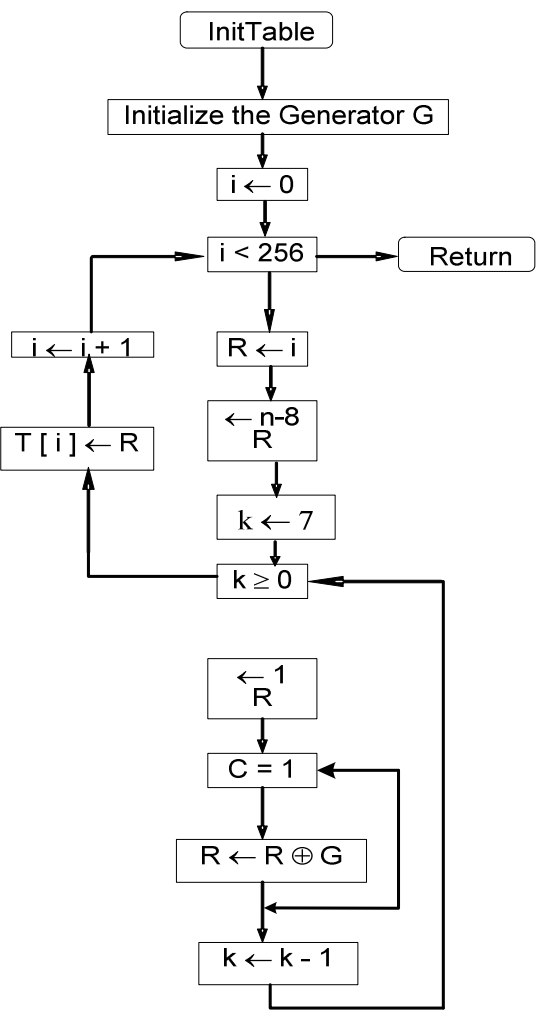 InitTable
Initialize the Generator G
i ← 0
i < 256
Return
i ← i + 1
R ← i
← n-8
R
T [ i ] ← R
k ← 7
k ≥ 0
← 1
R
C = 1
R ← R ⊕ G
k ← k - 1